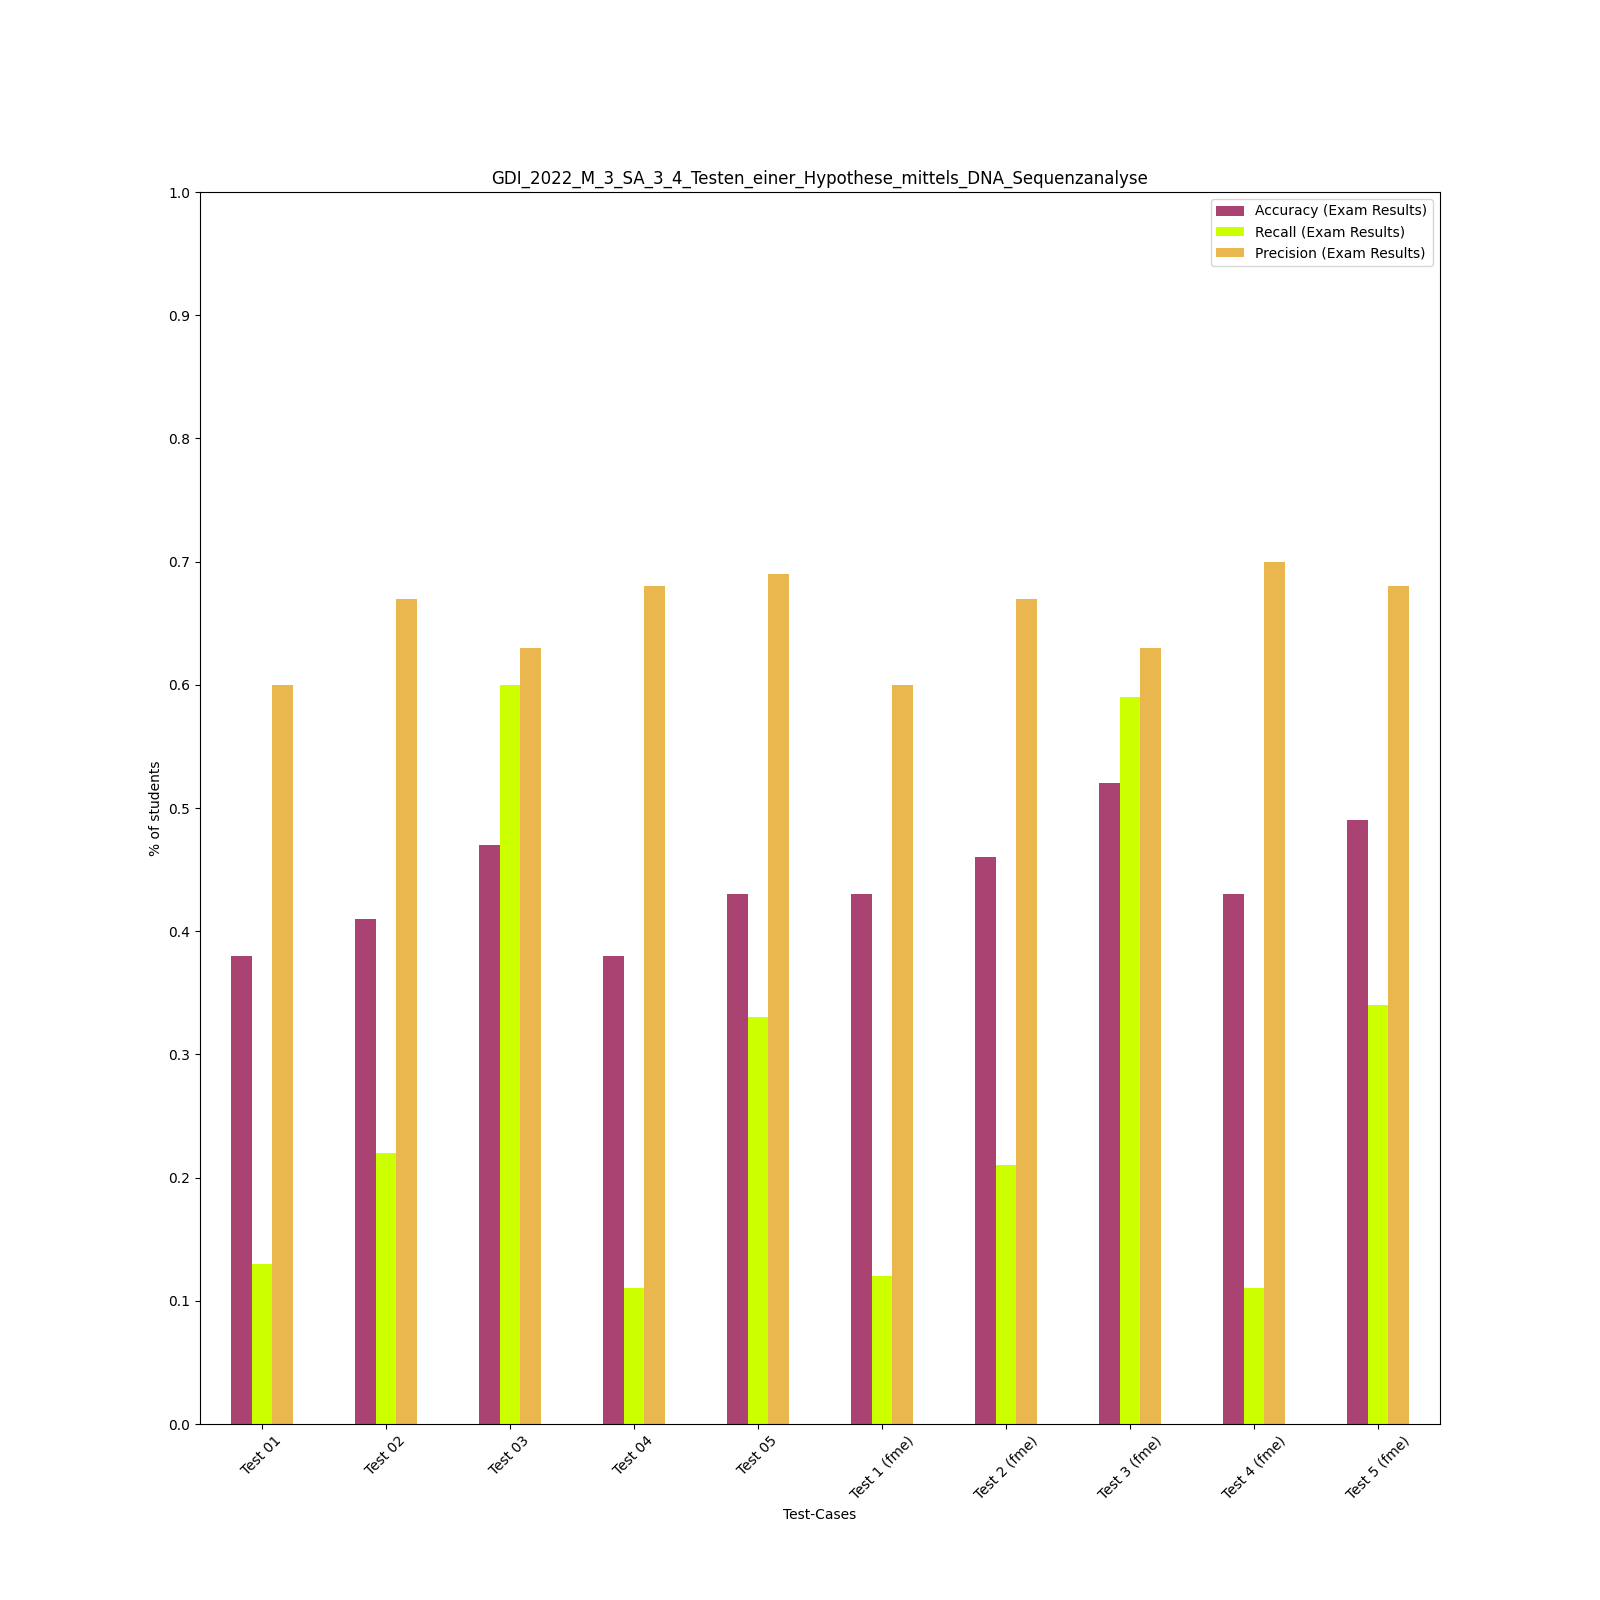 GDI_2022_M_3_SA_3_4_Testen_einer_Hypothese_mittels_DNA_Sequenzanalyse
Accuracy (Exam Results)
Recall (Exam Results)
Precision (Exam Results)
1.0
0.9
0.8
0.7
0.6
0.5
0.4
0.3
0.2
0.1
0.0
% of students
Test 01
Test 02
Test 03
Test 04
Test 05
Test 1 (fme)
Test 2 (fme)
Test 3 (fme)
Test 4 (fme)
Test 5 (fme)
Test-Cases